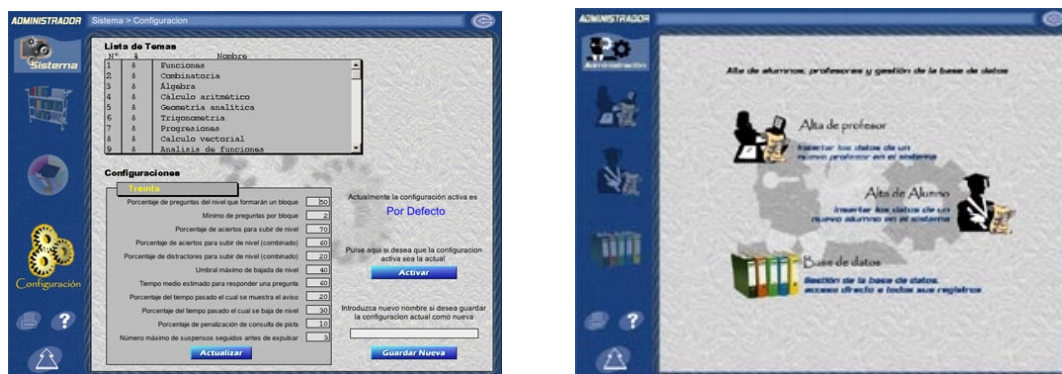 ADMINISTRADOR
Sistema > Configuracion
Sistema
Configuración
?
Lista de Temas
Nº & Nombre
1 & Funciones
2 & Combinatoria
3 & Álgebra
4 & Cálculo aritmético
5 & Geometría analítica
6 & Trigonometria
7 & Progresiones
8 & Calculo vectorial
9 & Analisis de funciones
Configuraciones
Treinta
Porcentaje de preguntas del nivel que formarán un bloque 50
Mínimo de preguntas por bloque 2
Porcentaje de aciertos para subir de nivel 70
Porcentaje de aciertos para subir de nivel (combinado) 60
Porcentaje de distractores para subir de nivel (combinado) 20
Umbral máximo de bajada de nivel 40
Tiempo medio estimado para responder una pregunta 60
Porcentaje del tiempo pasado el cual se muestra el aviso 20
Porcentaje del tiempo pasado el cual se baja de nivel 30
Porcentaje de penalización de consulta de pista 10
Número máximo de suspensos seguidos antes de expulsar 3
Actualizar
Actualmente la configuración activa es
Por Defecto
Pulse aqui si desea que la configuracion
activa sea la actual
Activar
Introduzca nuevo nombre si desea guardar
la configuracion actual como nueva
Guardar Nueva
ADMINISTRADOR
Administración
?
Alta de alumnos, profesores y gestión de la base de datos
Alta de profesor
Insertar los datos de un
nuevo profesor en el sistema
Alta de Alumno
Insertar los datos de un
nuevo alumno en el sistema
Base de datos
Gestión de la base de datos,
acceso directo a todos sus registros